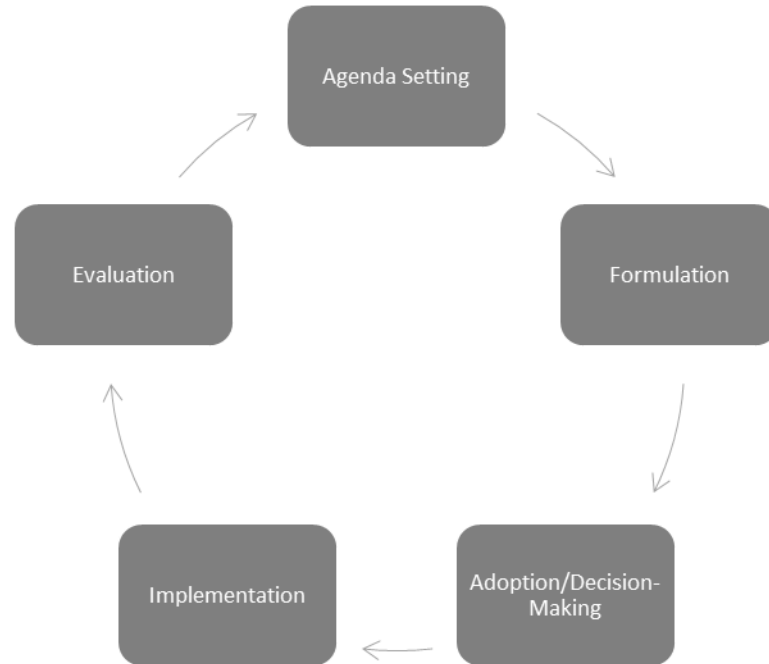 Agenda Setting
Formulation
Adoption/Decision-
Making
Implementation
Evaluation